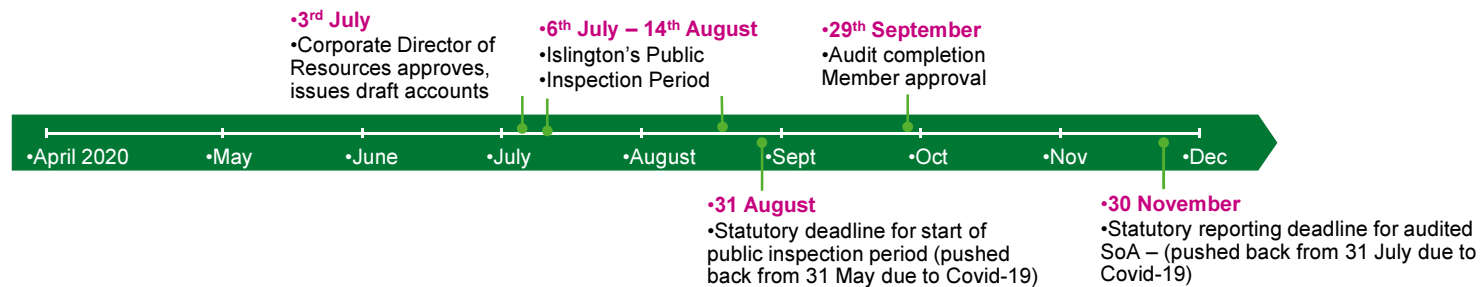 •3rd July
•Corporate Director of
Resources approves,
issues draft accounts
•6th July – 14th August
•Islington's Public
•Inspection Period
•29th September
•Audit completion
Member approval
•April 2020
•May
•June
•July
•August
•Sept
•Oct
•Nov
•Dec
•31 August
•Statutory deadline for start of
public inspection period (pushed
back from 31 May due to Covid-19)
•30 November
•Statutory reporting deadline for audited
SoA – (pushed back from 31 July due to
Covid-19)